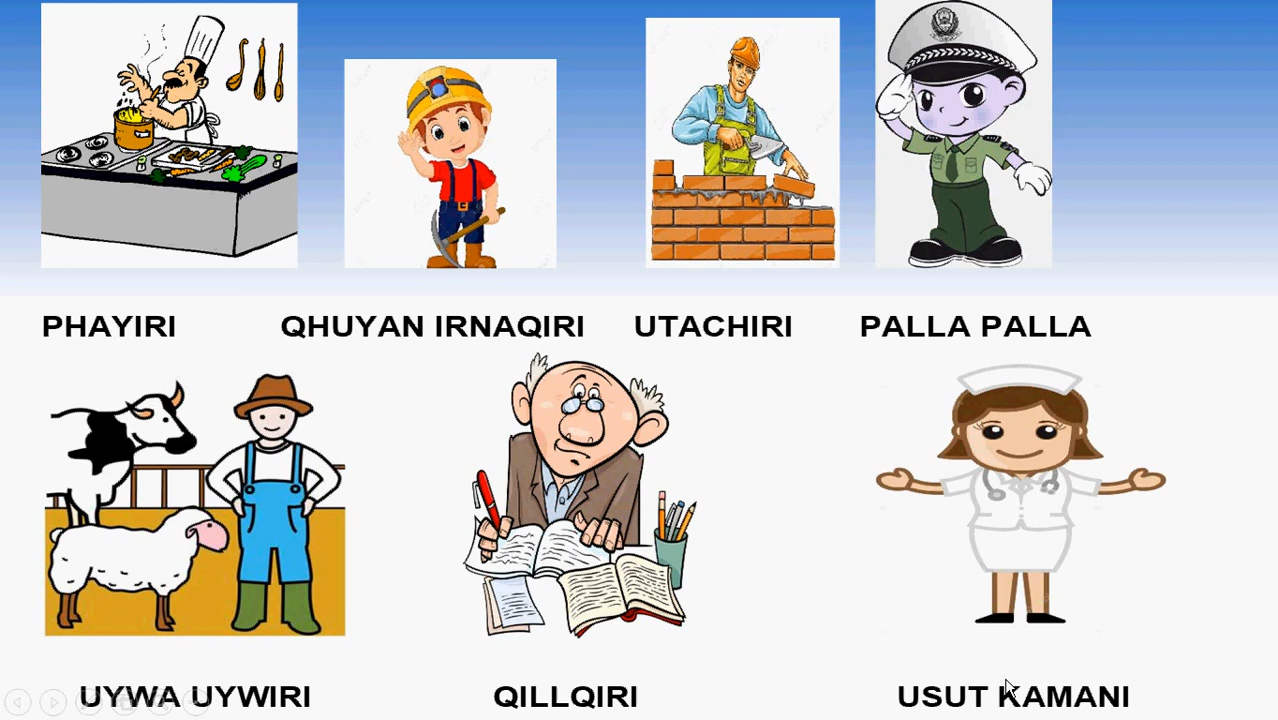 PHAYIRI
QHUYAN IRNAQIRI
UTACHIRI
PALLA PALLA
UYWA UYWIRI
QILLQIRI
USUT KAMANI